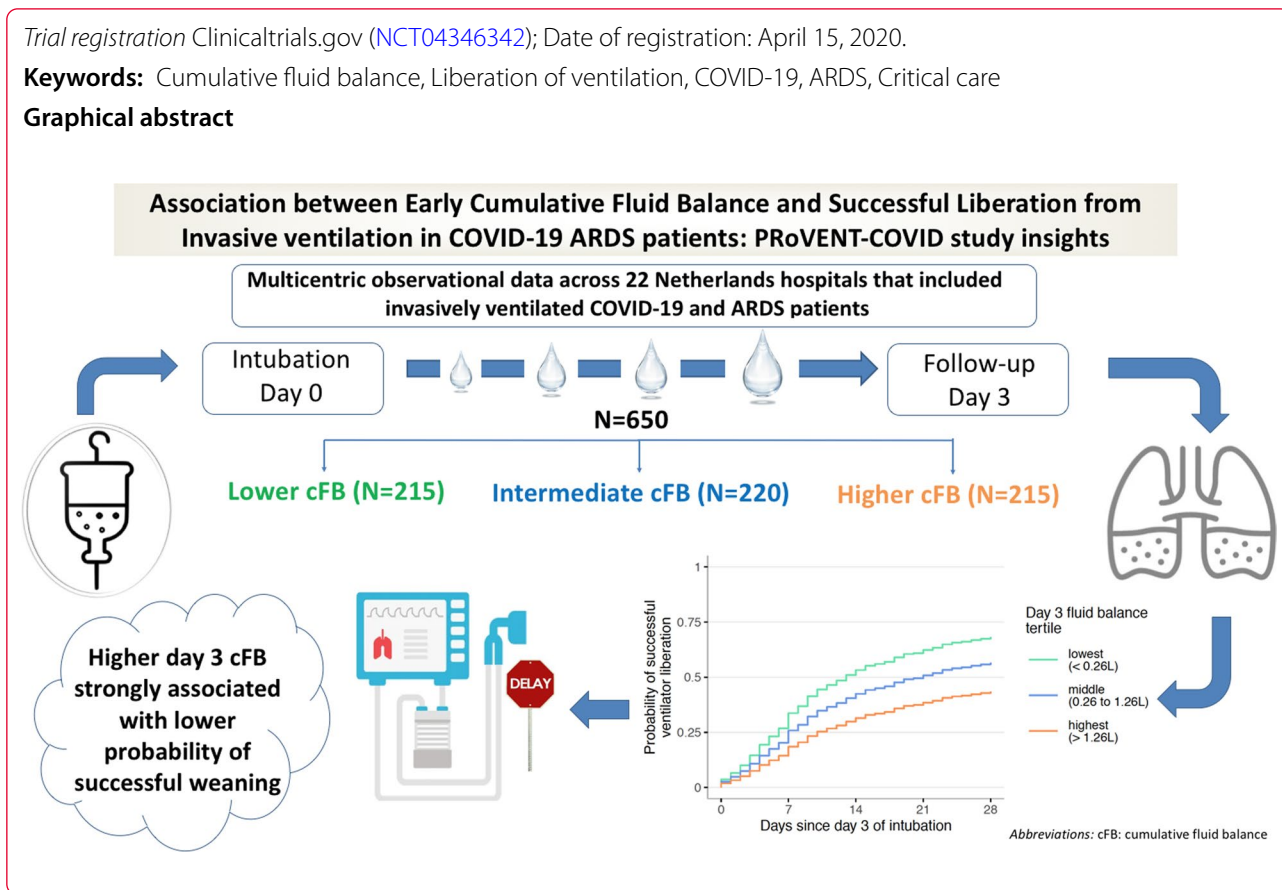 Trial registration Clinicaltrials.gov (NCT04346342); Date of registration: April 15, 2020.
Keywords: Cumulative fluid balance, Liberation of ventilation, COVID-19, ARDS, Critical care
Graphical abstract
Association between Early Cumulative Fluid Balance and Successful Liberation from
Invasive ventilation in COVID-19 ARDS patients: PRoVENT-COVID study insights
Multicentric observational data across 22 Netherlands hospitals that included
invasively ventilated COVID-19 and ARDS patients
Intubation
Day 0
Follow-up
Day 3
N=650
Lower cFB (N=215)
Intermediate cFB (N=220)
Higher cFB (N=215)
Higher day 3 cFB
strongly associated
with lower
probability of
successful weaning
DELAY
Probability of successful
ventilator liberation
1
0.75
0.5
0.25
0
0
7
14
21
28
Days since day 3 of intubation
Day 3 fluid balance
tertile
lowest
(< 0.26L)
middle
(0.26 to 1.26L)
highest
(> 1.26L)
Abbreviations: cFB: cumulative fluid balance